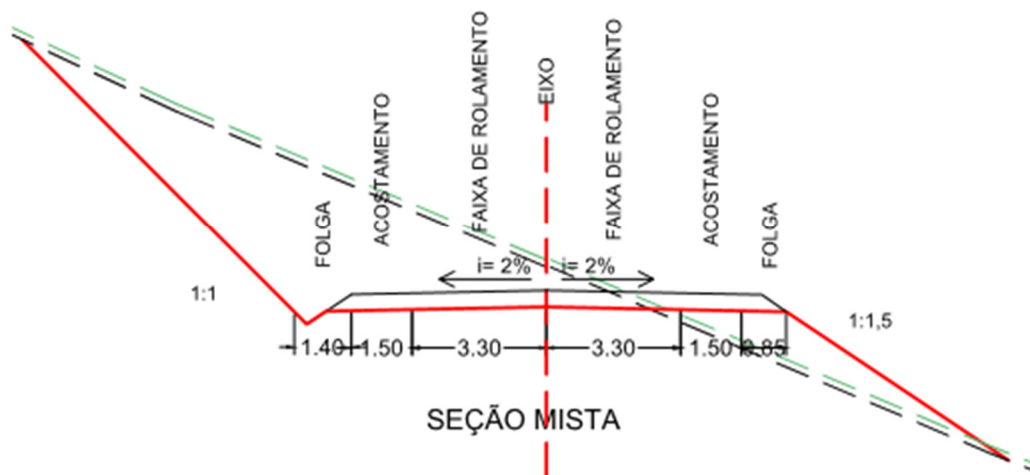 FOLGA
ACOSTAMENTO
FAIXA DE ROLAMENTO
EIXO
FAIXA DE ROLAMENTO
ACOSTAMENTO
FOLGA
i= 2%
i= 2%
1:1
1:1,5
1.40
1.50
3.30
3.30
1.50
0.85
SEÇÃO MISTA